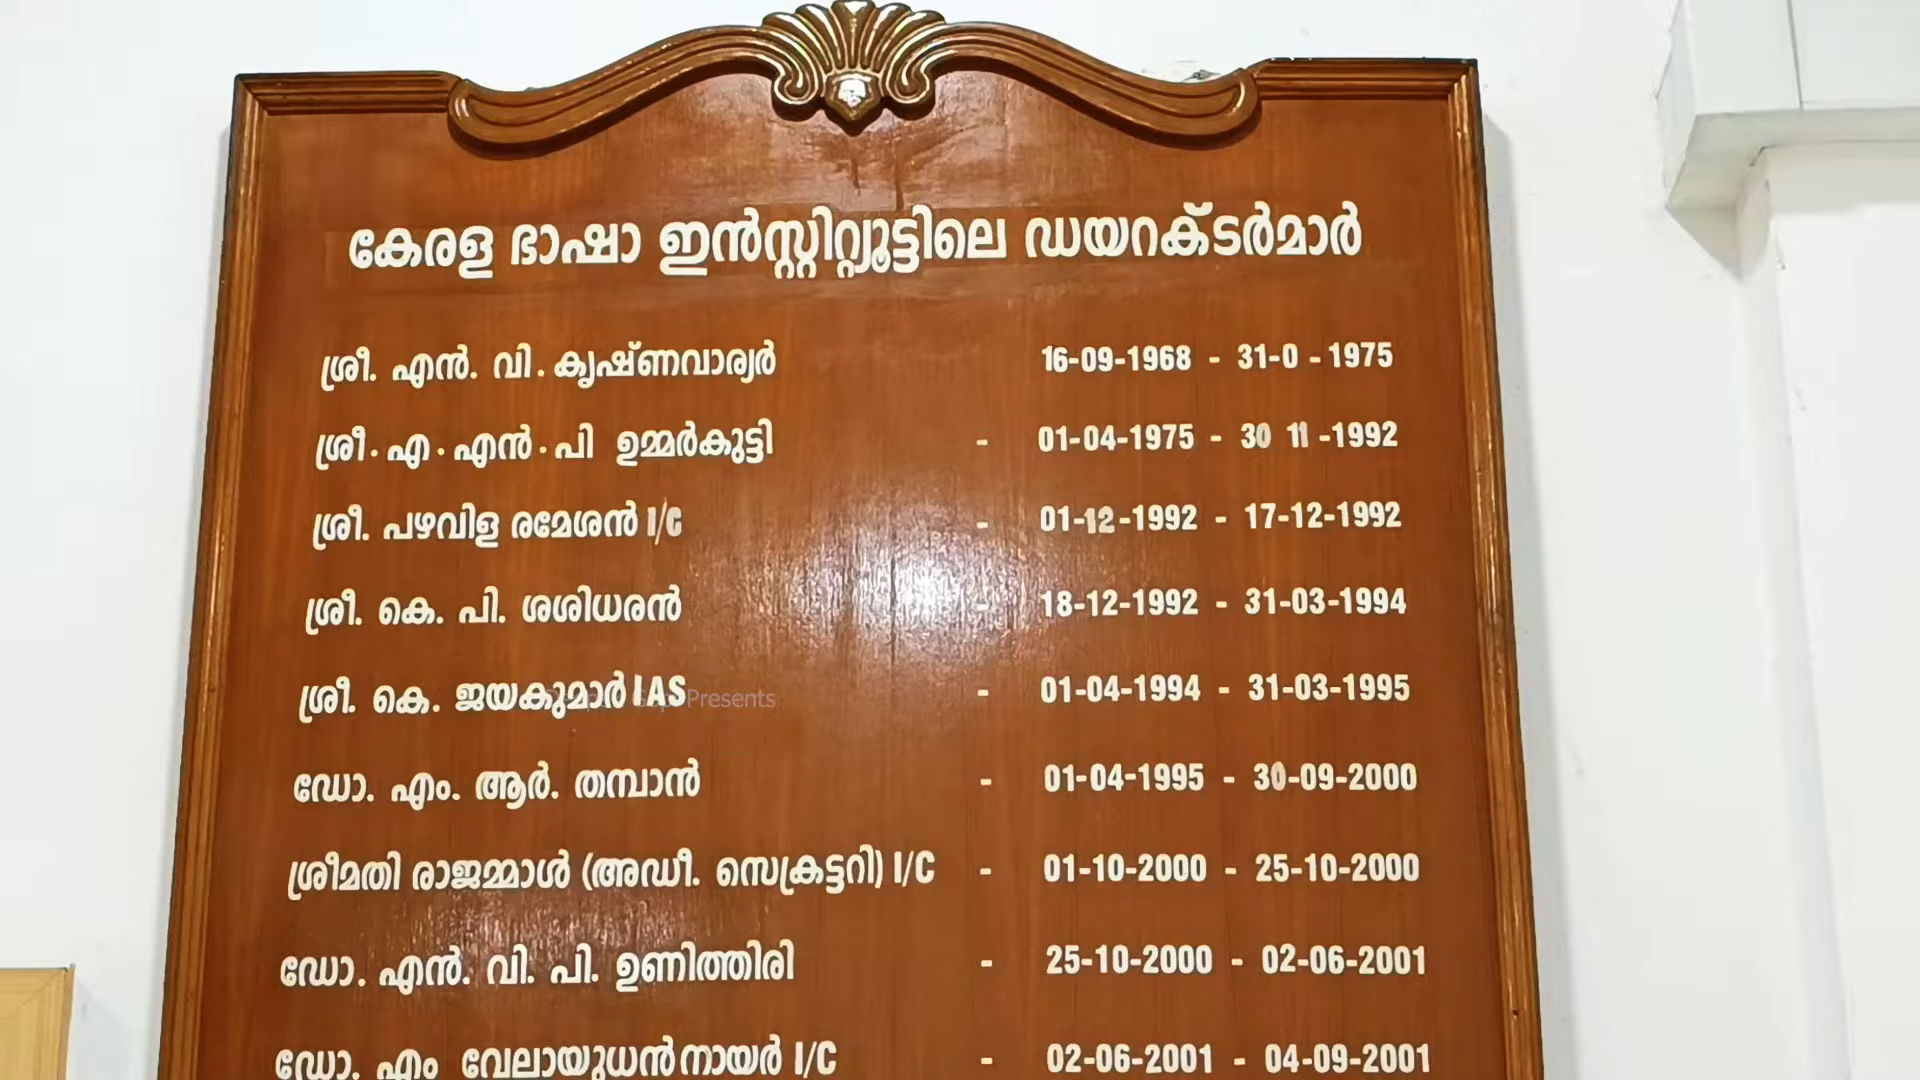 കേരള ഭാഷാ ഇൻസ്റ്റിറ്റ്യൂട്ടിലെ ഡയറക്ടർമാർ
ശ്രീ. എൻ. വി. കൃഷ്ണവാര്യർ 16-09-1968 - 31-0 - 1975
ശ്രീ. എ. എൻ. പി ഉമ്മർകുട്ടി - 01-04-1975 - 30 11 -1992
ശ്രീ. പഴവിള രമേശൻ I/C - 01-12-1992 - 17-12-1992
ശ്രീ. കെ. പി. ശശിധരൻ - 18-12-1992 - 31-03-1994
ശ്രീ. കെ. ജയകുമാർ IAS - 01-04-1994 - 31-03-1995
Presents
ഡോ. എം. ആർ. തമ്പാൻ - 01-04-1995 - 30-09-2000
ശ്രീമതി രാജമ്മാൾ (അഡീ. സെക്രട്ടറി) I/C - 01-10-2000 - 25-10-2000
ഡോ. എൻ. വി. പി. ഉണിത്തിരി - 25-10-2000 - 02-06-2001
ഡോ. എം വേലായുധൻനായർ I/C - 02-06-2001 - 04-09-2001